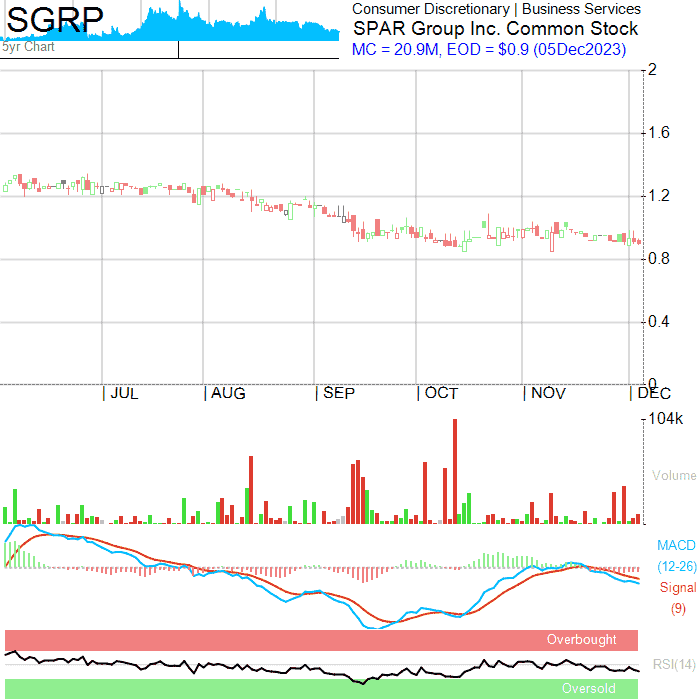 SGRP
5yr Chart
Consumer Discretionary | Business Services
SPAR Group Inc. Common Stock
MC = 20.9M, EOD = $0.9 (05Dec2023)
2
1.6
1.2
0.8
0.4
0
| JUL | AUG | SEP | OCT | NOV | DEC
104k
Volume
MACD
(12-26)
Signal
(9)
Overbought
RSI(14)
Oversold